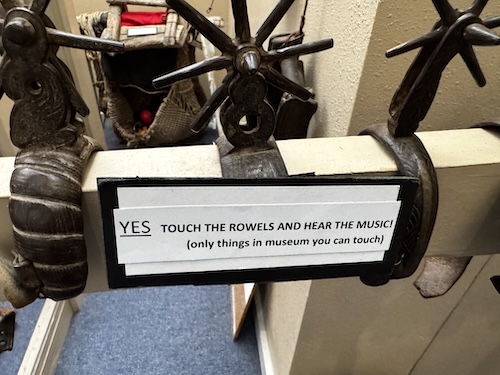 YES TOUCH THE ROWELS AND HEAR THE MUSIC!
(only things in museum you can touch)